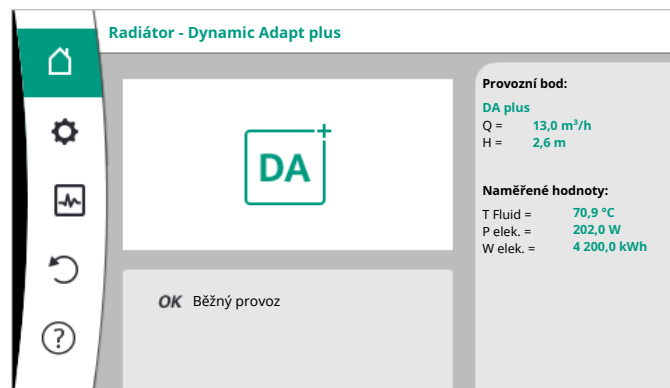 Radiátor - Dynamic Adapt plus
DA+
OK Běžný provoz
Provozní bod:
DA plus
Q = 13,0 m³/h
H = 2,6 m
Naměřené hodnoty:
T Fluid = 70,9 °C
P elek. = 202,0 W
W elek. = 4 200,0 kWh
?